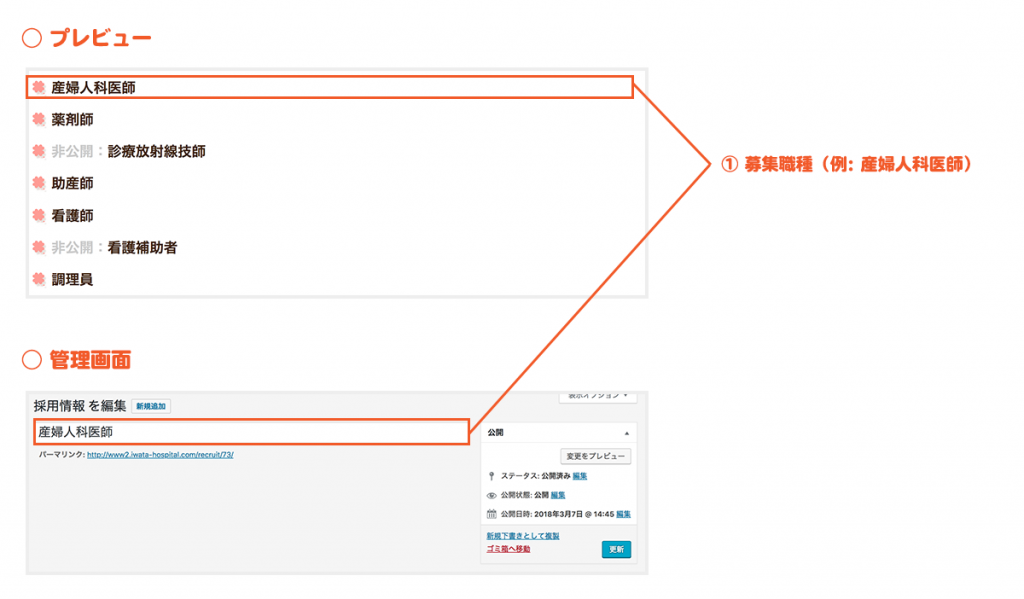 ○ プレビュー
産婦人科医師
薬剤師
非公開：診療放射線技師
助産師
看護師
非公開：看護補助者
調理員
① 募集職種（例: 産婦人科医師）
○ 管理画面
表示オプション ▼
採用情報 を編集 新規追加
産婦人科医師
パーマリンク: http://www2.iwata-hospital.com/recruit/73/
公開 ▲
変更をプレビュー
ステータス: 公開済み 編集
公開状態: 公開 編集
公開日時: 2018年3月7日 @ 14:45 編集
新規下書きとして複製
ゴミ箱へ移動
更新